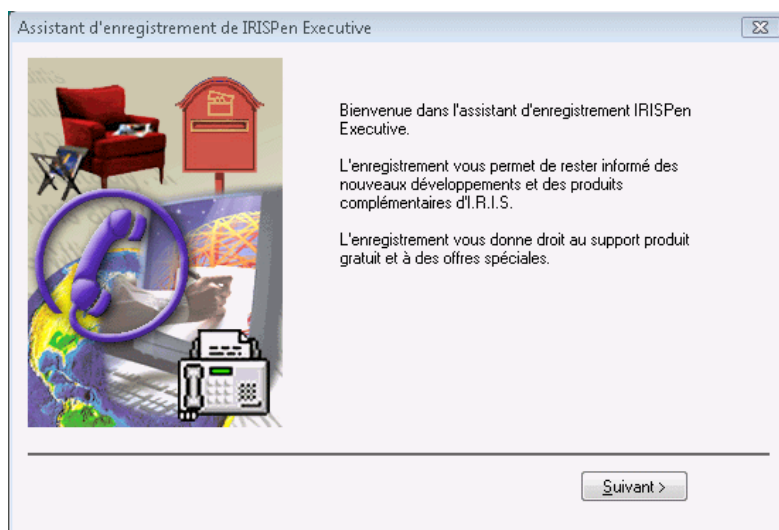 Assistant d'enregistrement de IRISPen Executive
Bienvenue dans l'assistant d'enregistrement IRISPen
Executive.
L'enregistrement vous permet de rester informé des
nouveaux développements et des produits
complémentaires d'I.R.I.S.
L'enregistrement vous donne droit au support produit
gratuit et à des offres spéciales.
Suivant >